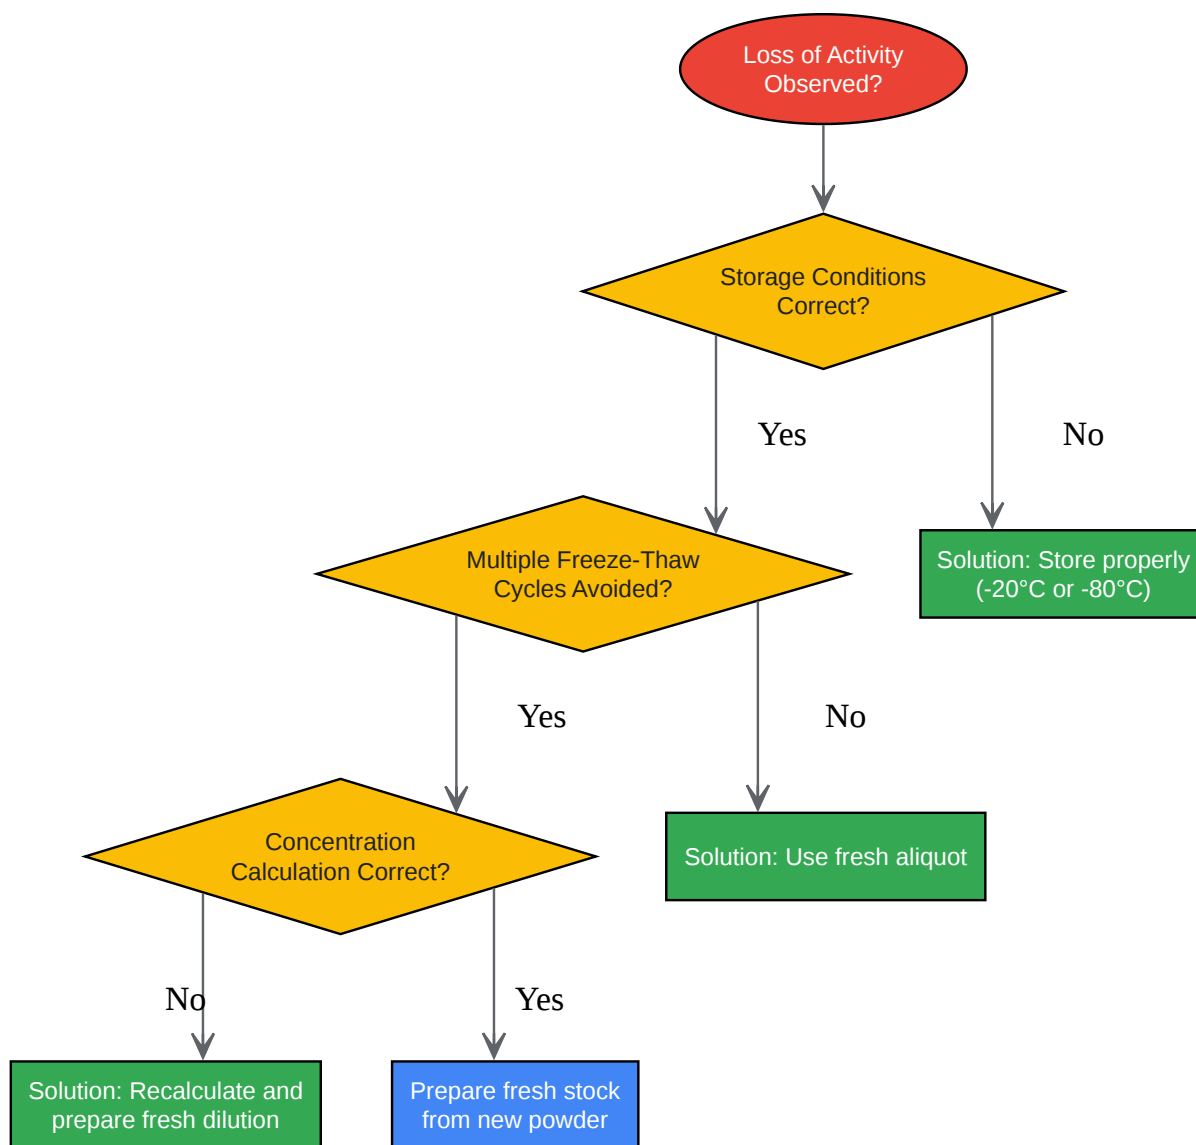 Loss of Activity
Observed?
Storage Conditions
Correct?
Yes
No
Multiple Freeze-Thaw
Cycles Avoided?
Solution: Store properly
(-20°C or -80°C)
Yes
No
Concentration
Calculation Correct?
Solution: Use fresh aliquot
No
Yes
Solution: Recalculate and
prepare fresh dilution
Prepare fresh stock
from new powder